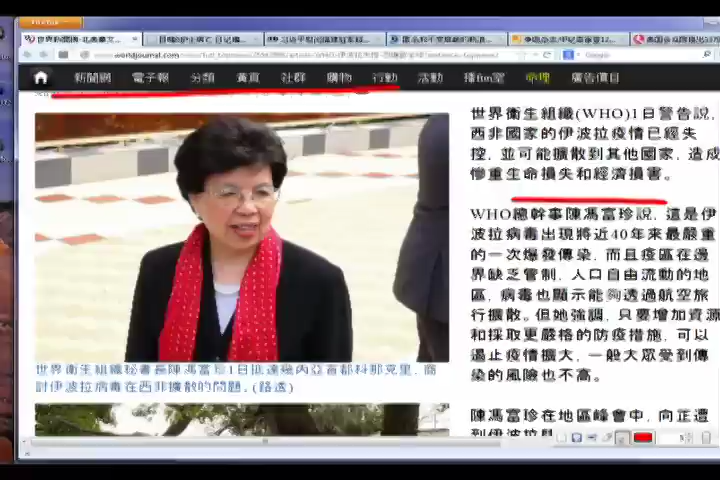 worldjournal.com
新聞網 電子報 分類 黃頁 社群 購物 行動 活動 播fun室 命理 廣告價目
世界衛生組織(WHO)1日警告說,
西非國家的伊波拉疫情已經失
控, 並可能擴散到其他國家, 造成
慘重生命損失和經濟損害。
WHO總幹事陳馮富珍說, 這是伊
波拉病毒出現將近40年來最嚴重
的一次爆發傳染, 而且疫區在邊
界缺乏管制, 人口自由流動的地
區, 病毒也顯示能夠透過航空旅
行擴散。但她強調, 只要增加資源
和採取更嚴格的防疫措施, 可以
遏止疫情擴大, 一般大眾受到傳
染的風險也不高。
世界衛生組織秘書長陳馮富珍1日抵達幾內亞首都科那克里, 商
討伊波拉病毒在西非擴散的問題。(路透)
陳馮富珍在地區峰會中, 向正遭
到伊波拉